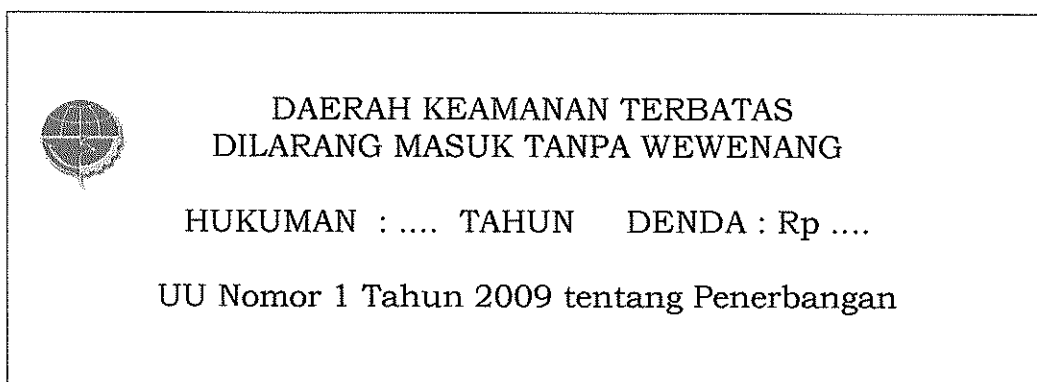 DAERAH KEAMANAN TERBATAS
DILARANG MASUK TANPA WEWENANG
HUKUMAN : .... TAHUN DENDA : Rp ....
UU Nomor 1 Tahun 2009 tentang Penerbangan